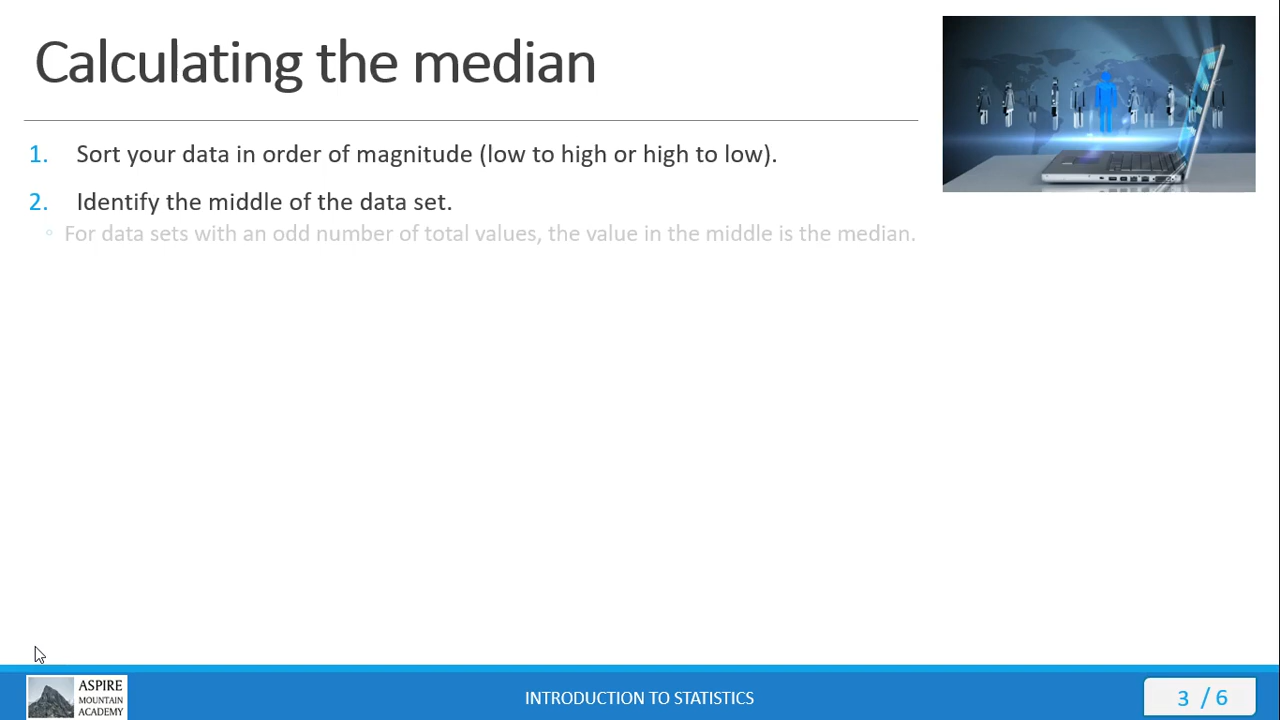 Calculating the median
1. Sort your data in order of magnitude (low to high or high to low).
2. Identify the middle of the data set.
◦ For data sets with an odd number of total values, the value in the middle is the median.
ASPIRE
MOUNTAIN
ACADEMY
INTRODUCTION TO STATISTICS
3 / 6